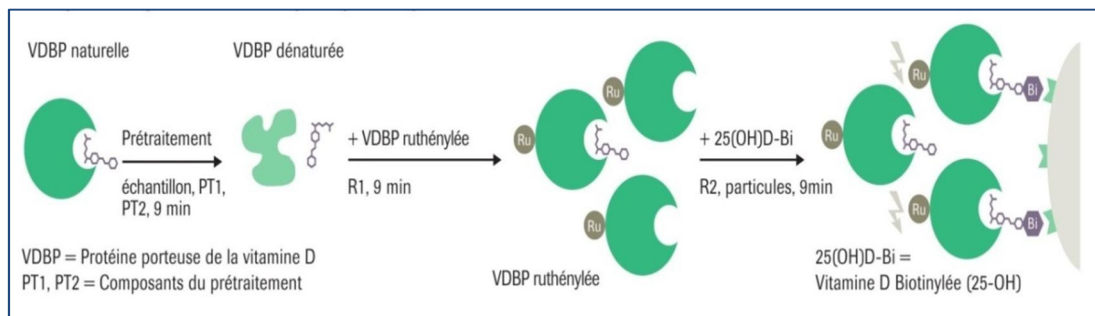 VDBP naturelle
VDBP dénaturée
Prétraitement
échantillon, PT1,
PT2, 9 min
+ VDBP ruthénylée
R1, 9 min
Ru
Ru
Ru
+ 25(OH)D-Bi
R2, particules, 9min
Ru
Bi
Ru
Ru
Bi
VDBP = Protéine porteuse de la vitamine D
PT1, PT2 = Composants du prétraitement
VDBP ruthénylée
25(OH)D-Bi =
Vitamine D Biotinylée (25-OH)